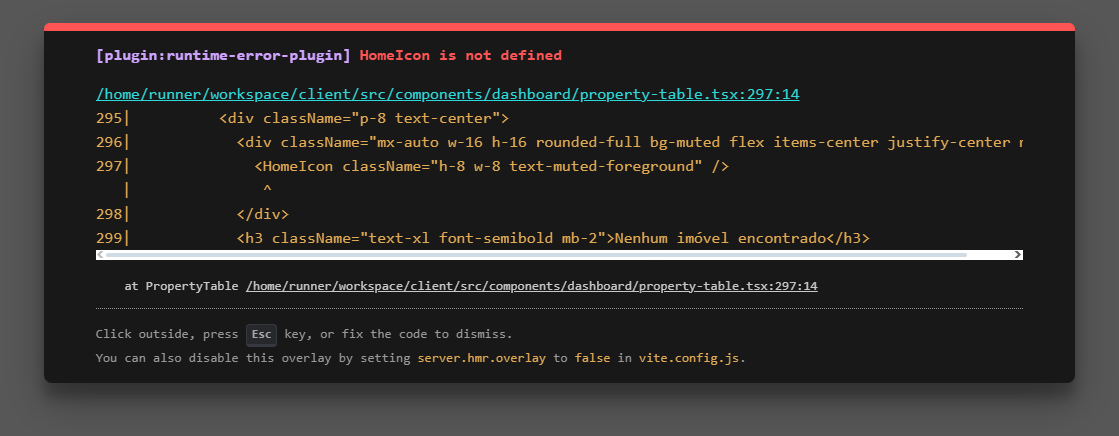 [plugin:runtime-error-plugin] HomeIcon is not defined
/home/runner/workspace/client/src/components/dashboard/property-table.tsx:297:14
295|          <div className="p-8 text-center">
296|            <div className="mx-auto w-16 h-16 rounded-full bg-muted flex items-center justify-center
297|              <HomeIcon className="h-8 w-8 text-muted-foreground" />
   |               ^
298|            </div>
299|            <h3 className="text-xl font-semibold mb-2">Nenhum imóvel encontrado</h3>
at PropertyTable /home/runner/workspace/client/src/components/dashboard/property-table.tsx:297:14
Click outside, press Esc key, or fix the code to dismiss.
You can also disable this overlay by setting server.hmr.overlay to false in vite.config.js.